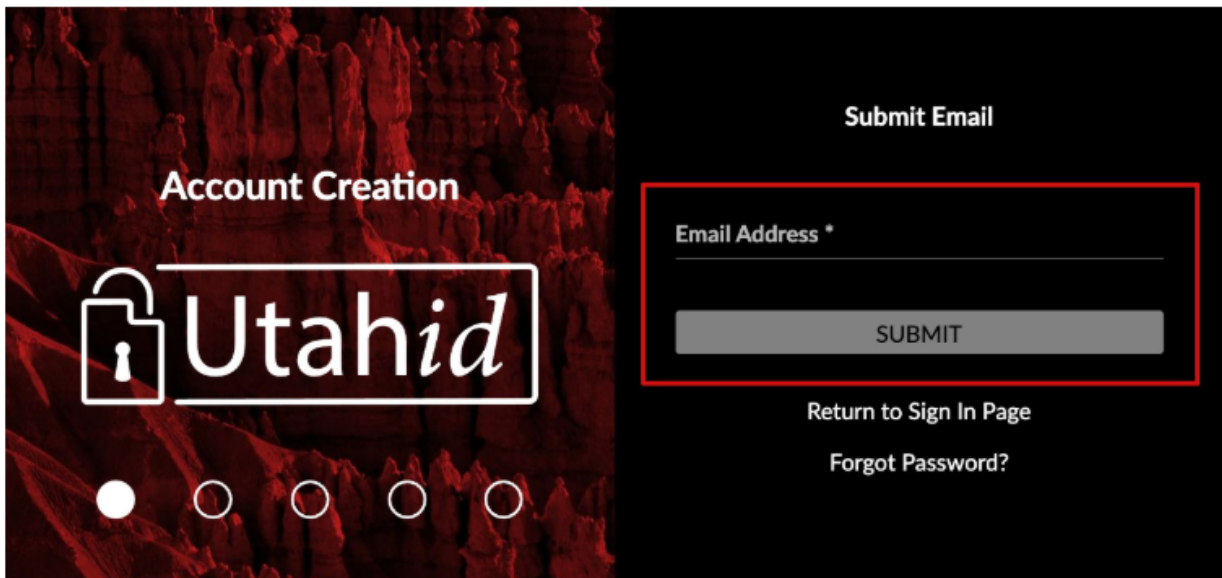 Account Creation
Utahid
Submit Email
Email Address *
SUBMIT
Return to Sign In Page
Forgot Password?